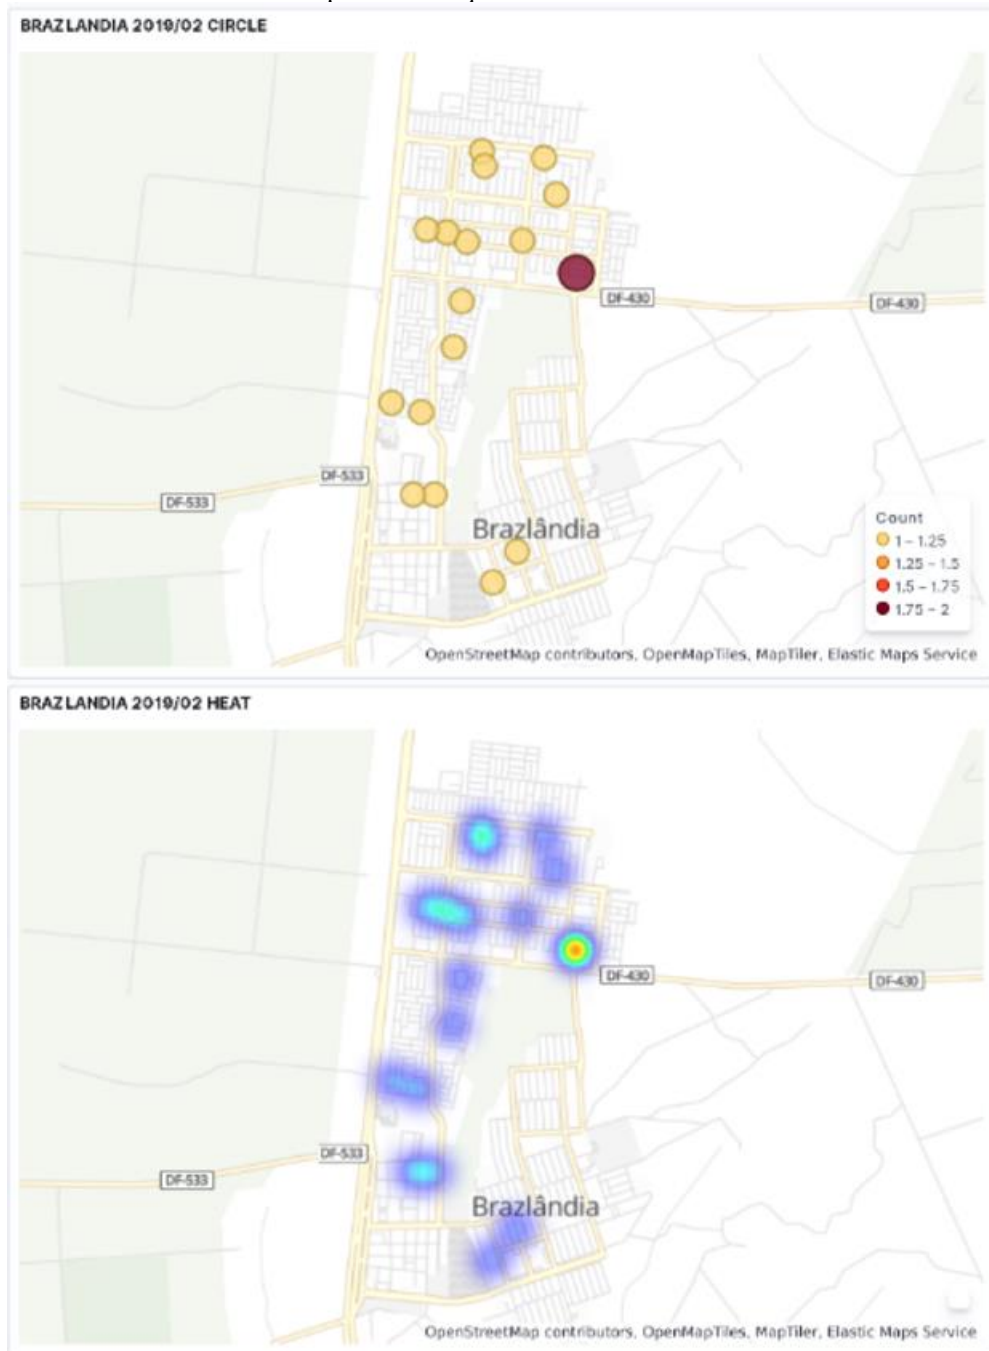 BRAZLANDIA 2019/02 CIRCLE
DF-430
DF-430
DF-533
DF-533
Brazlândia
Count
1 – 1.25
1.25 – 1.5
1.5 – 1.75
1.75 – 2
OpenStreetMap contributors, OpenMapTiles, MapTiler, Elastic Maps Service
BRAZLANDIA 2019/02 HEAT
DF-430
DF-430
DF-533
DF-533
Brazlândia
OpenStreetMap contributors, OpenMapTiles, MapTiler, Elastic Maps Service